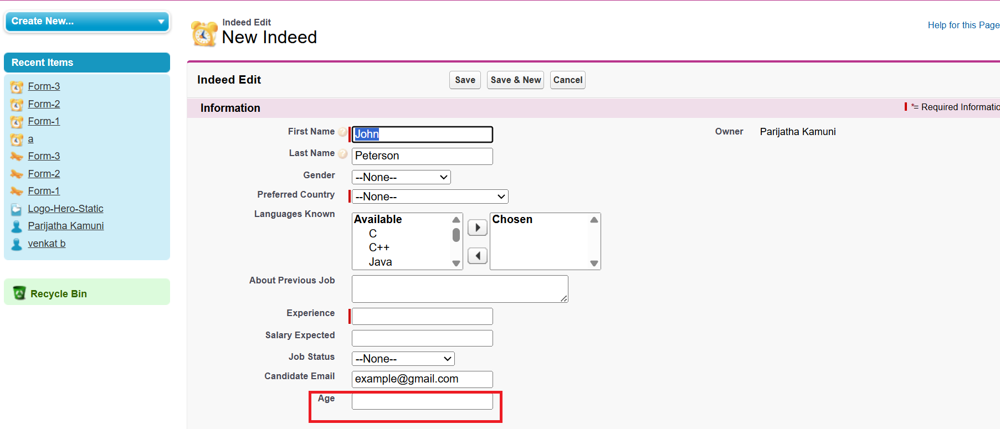 Create New...
Indeed Edit
New Indeed
Help for this Page
Recent Items
Form-3
Form-2
Form-1
a
Form-3
Form-2
Form-1
Logo-Hero-Static
Parijatha Kamuni
venkat b
Recycle Bin
Indeed Edit
Save
Save & New
Cancel
Information
*= Required Informatio
First Name ? John
Owner Parijatha Kamuni
Last Name ? Peterson
Gender --None--
Preferred Country --None--
Languages Known
Available
C
C++
Java
Chosen
About Previous Job
Experience
Salary Expected
Job Status --None--
Candidate Email example@gmail.com
Age